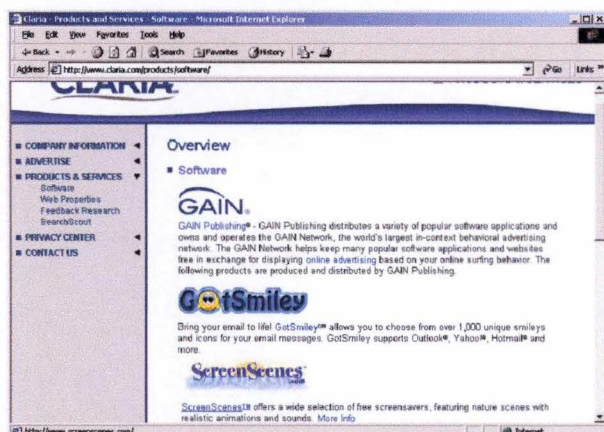 Claria - Products and Services - Software - Microsoft Internet Explorer
File Edit View Favorites Tools Help
Back Search Favorites History
Address http://www.claria.com/products/software/ Go Links »
CLARIA
COMPANY INFORMATION
ADVERTISE
PRODUCTS & SERVICES
Software
Web Properties
Feedback Research
SearchScout
PRIVACY CENTER
CONTACT US
Overview
Software
GAIN®
GAIN Publishing® - GAIN Publishing distributes a variety of popular software applications and
owns and operates the GAIN Network, the world's largest in-context behavioral advertising
network. The GAIN Network helps keep many popular software applications and websites
free in exchange for displaying online advertising based on your online surfing behavior. The
following products are produced and distributed by GAIN Publishing.
GotSmiley
Bring your email to life! GotSmiley℠ allows you to choose from over 1,000 unique smileys
and icons for your email messages. GotSmiley supports Outlook®, Yahoo!®, Hotmail® and
more.
ScreenScenes
ScreenScenes℠ offers a wide selection of free screensavers, featuring nature scenes with
realistic animations and sounds. More Info
http://www.screenscenes.com/ Internet